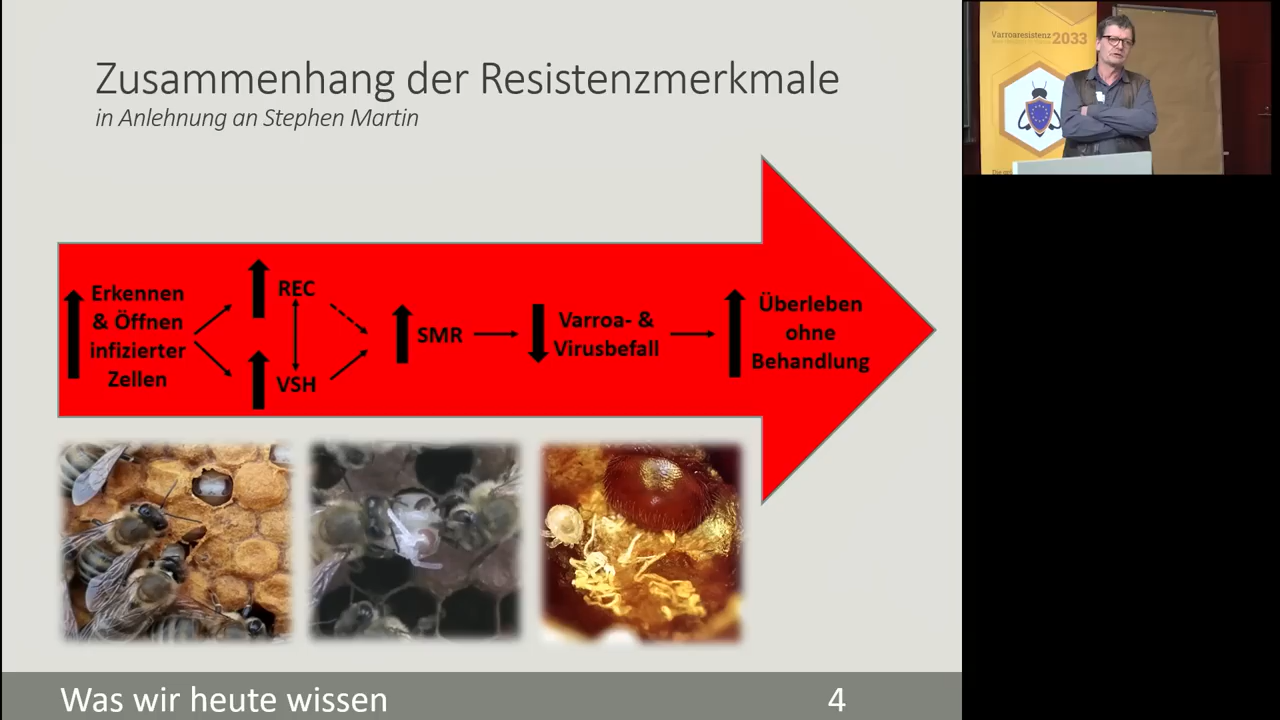 Zusammenhang der Resistenzmerkmale
in Anlehnung an Stephen Martin
Erkennen
& Öffnen
infizierter
Zellen
REC
VSH
SMR
Varroa- &
Virusbefall
Überleben
ohne
Behandlung
Was wir heute wissen
4
Varroaresistenz
2033